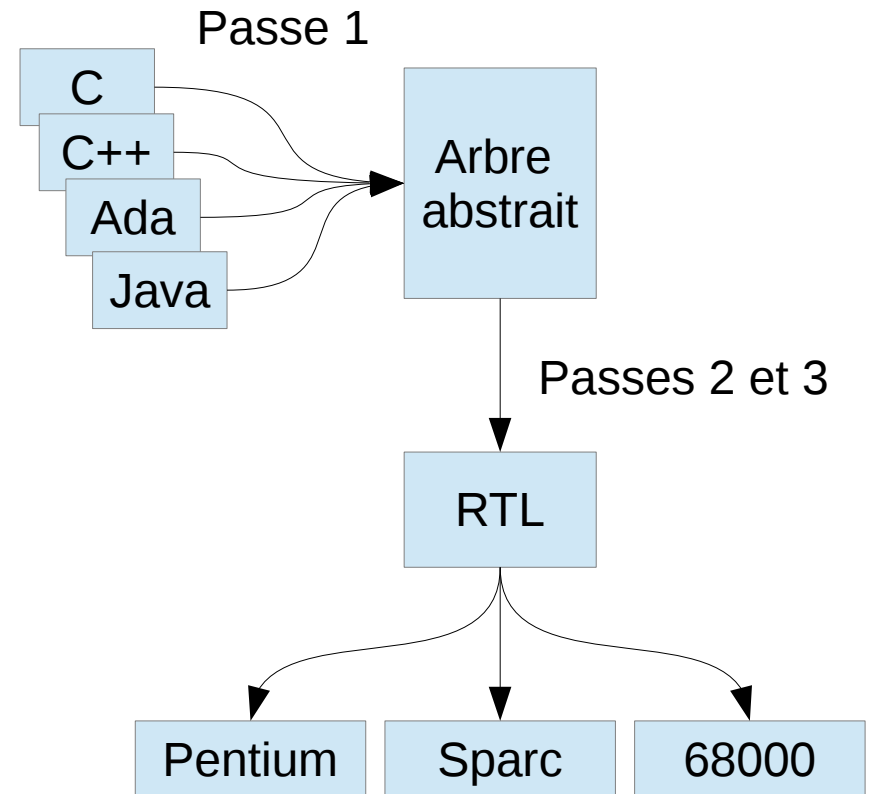 Passe 1
C
C++
Ada
Java
Arbre
abstrait
Passes 2 et 3
RTL
Pentium
Sparc
68000